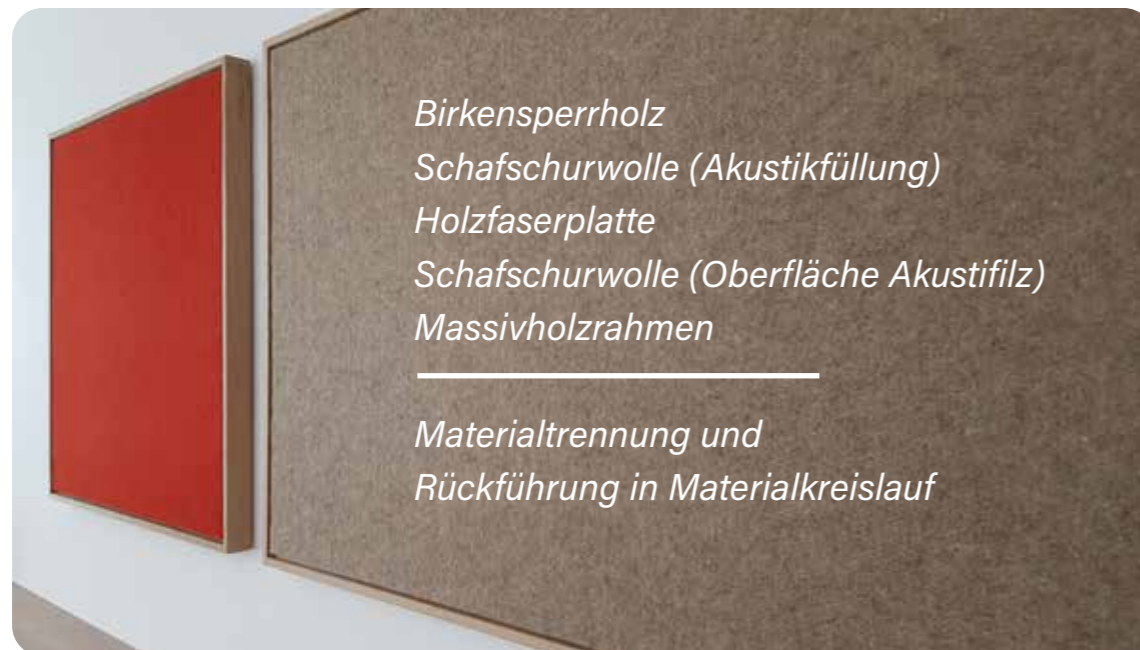 Birkensperrholz
Schafschurwolle (Akustikfüllung)
Holzfaserplatte
Schafschurwolle (Oberfläche Akustifilz)
Massivholzrahmen
Materialtrennung und
Rückführung in Materialkreislauf